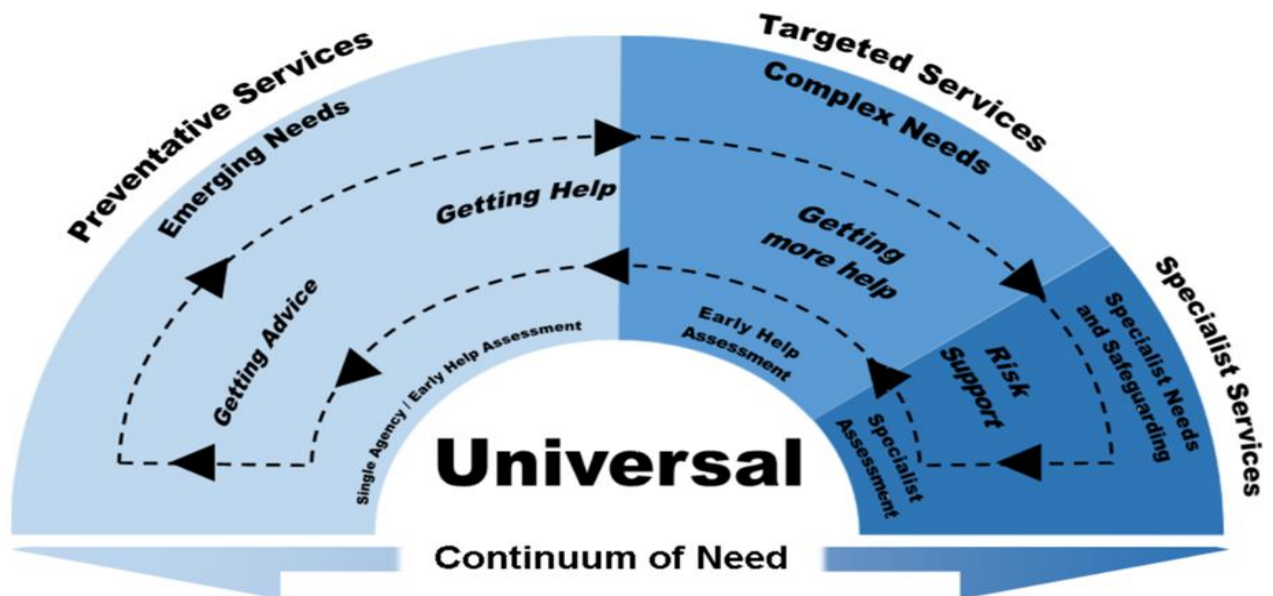 Preventative Services
Emerging Needs
Getting Advice
Getting Help
Single Agency / Early Help Assessment
Targeted Services
Complex Needs
Getting
more help
Early Help
Assessment
Specialist Services
Specialist Needs
and Safeguarding
Risk
Support
Specialist
Assessment
Universal
Continuum of Need